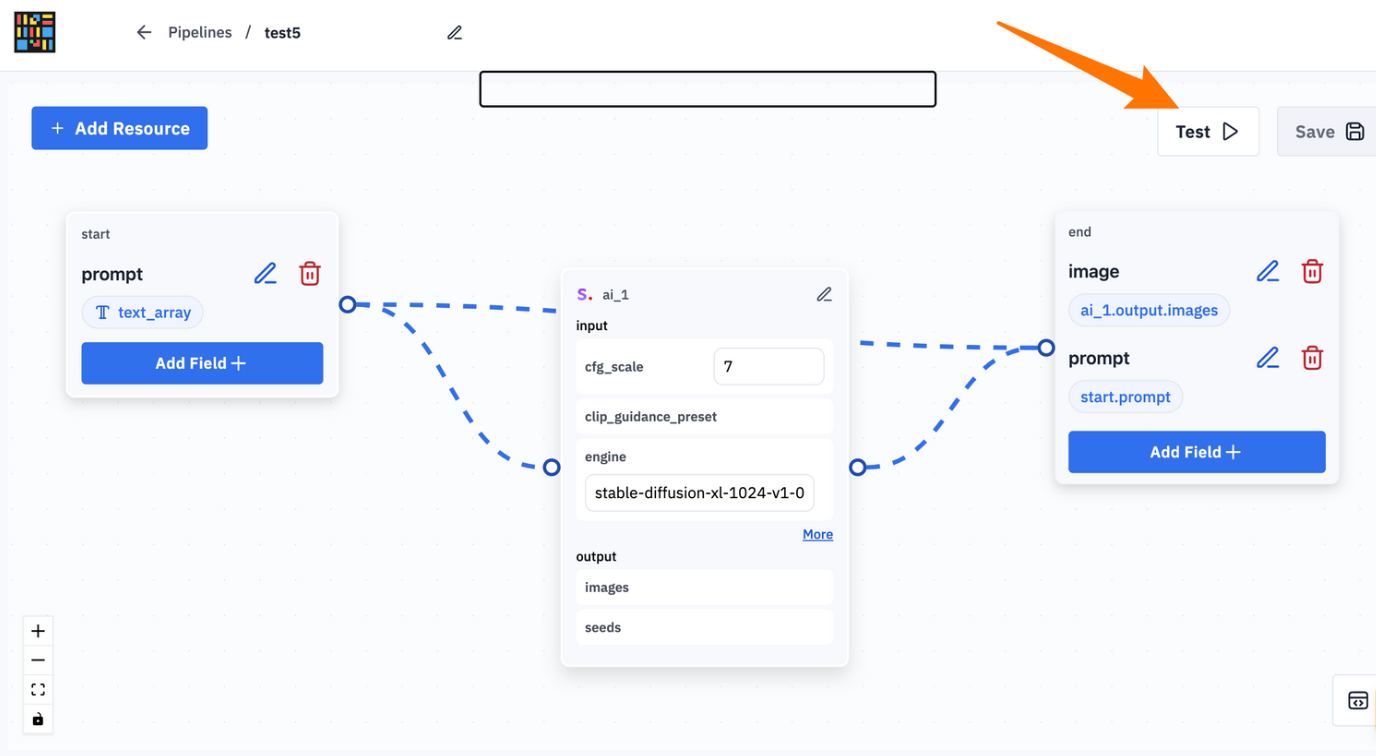 Pipelines / test5
+ Add Resource
Test
Save
start
prompt
text_array
Add Field +
S. ai_1
input
cfg_scale
7
clip_guidance_preset
engine
stable-diffusion-xl-1024-v1-0
More
output
images
seeds
end
image
ai_1.output.images
prompt
start.prompt
Add Field +